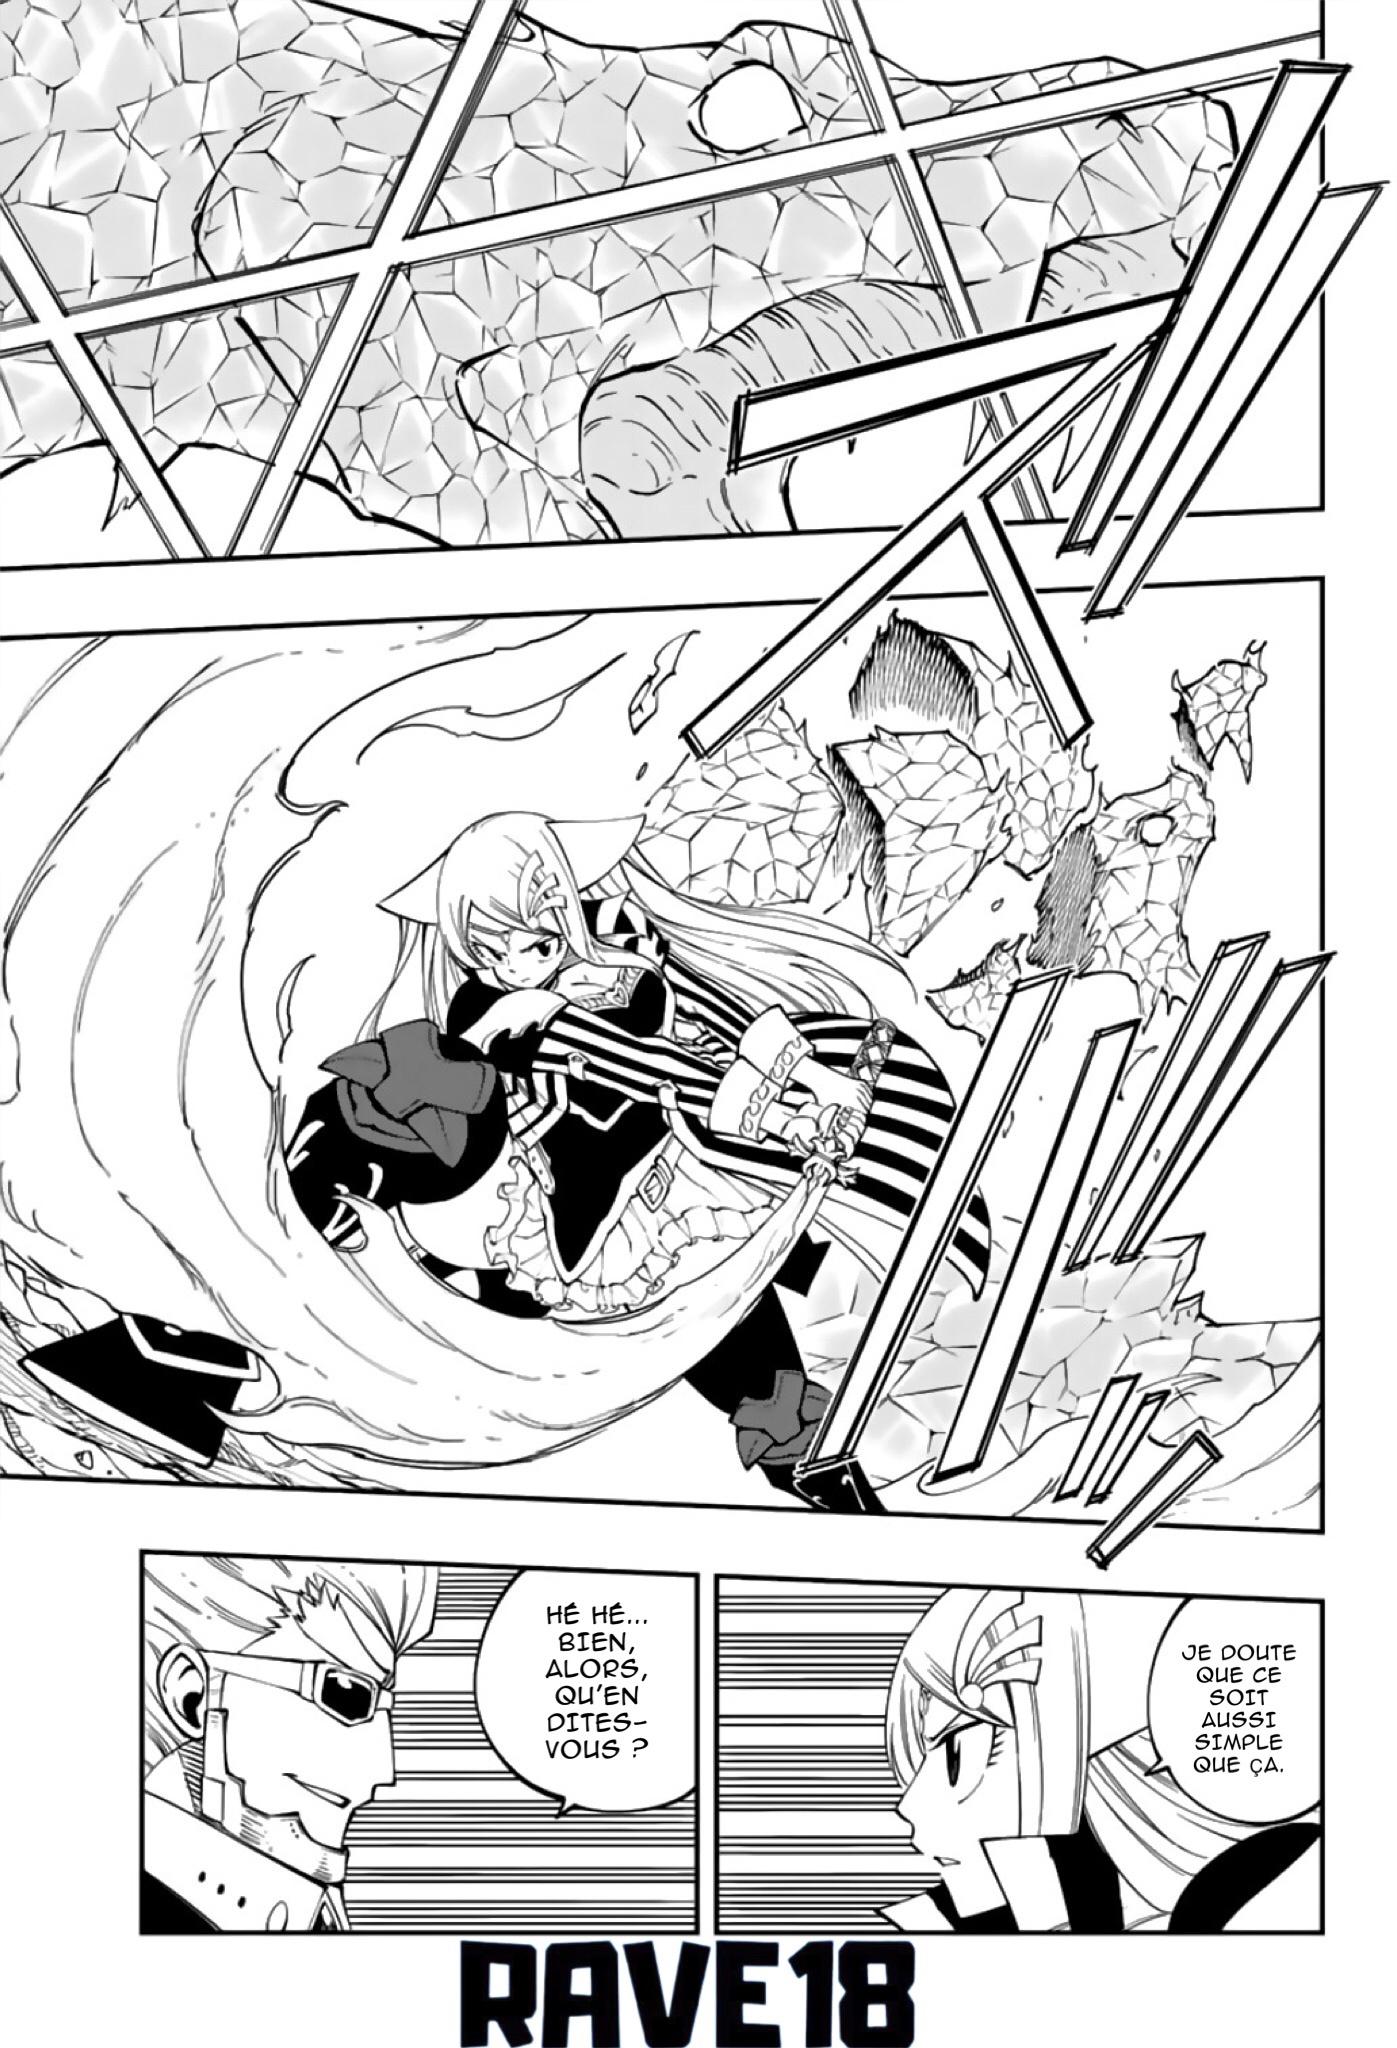 JE DOUTE
QUE CE
SOIT
AUSSI
SIMPLE
QUE ÇA.
HÉ HÉ...
BIEN,
ALORS,
QU'EN
DITES-
VOUS ?
RAVE18